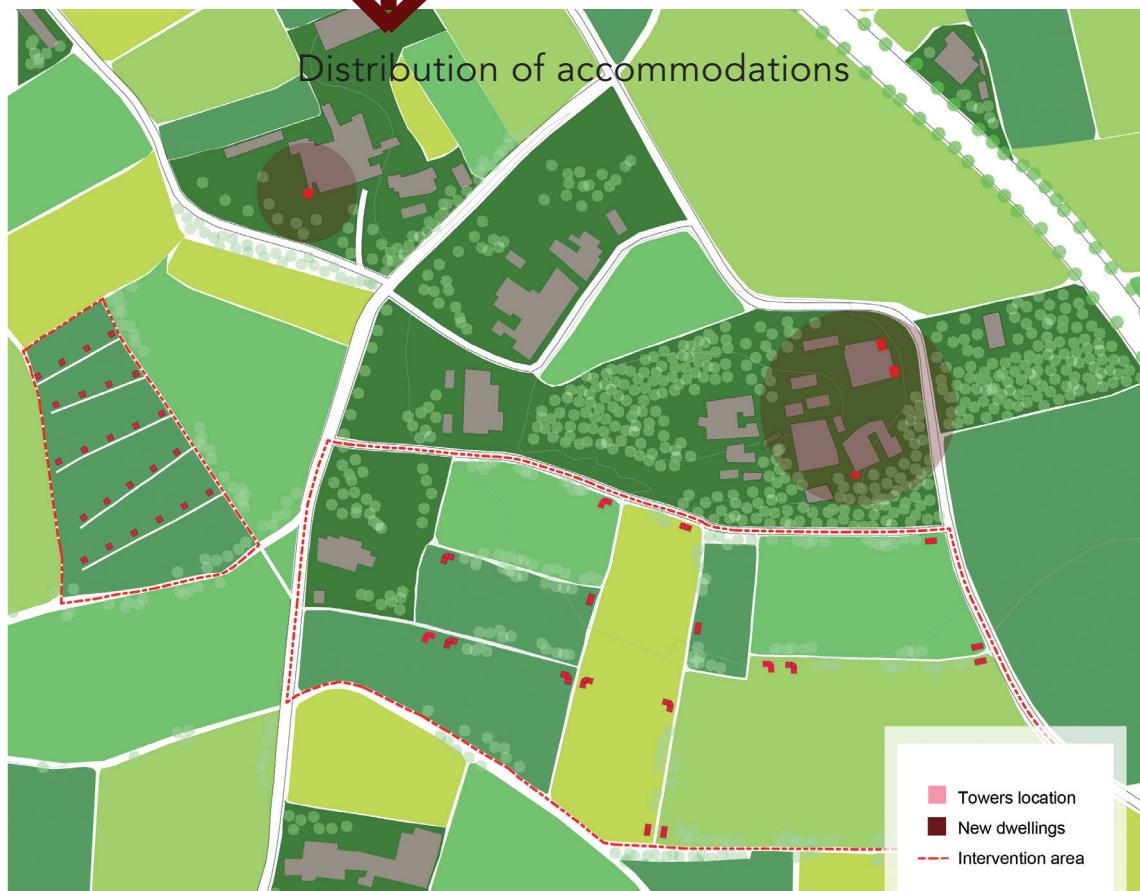 Distribution of accommodations
Towers location
New dwellings
Intervention area